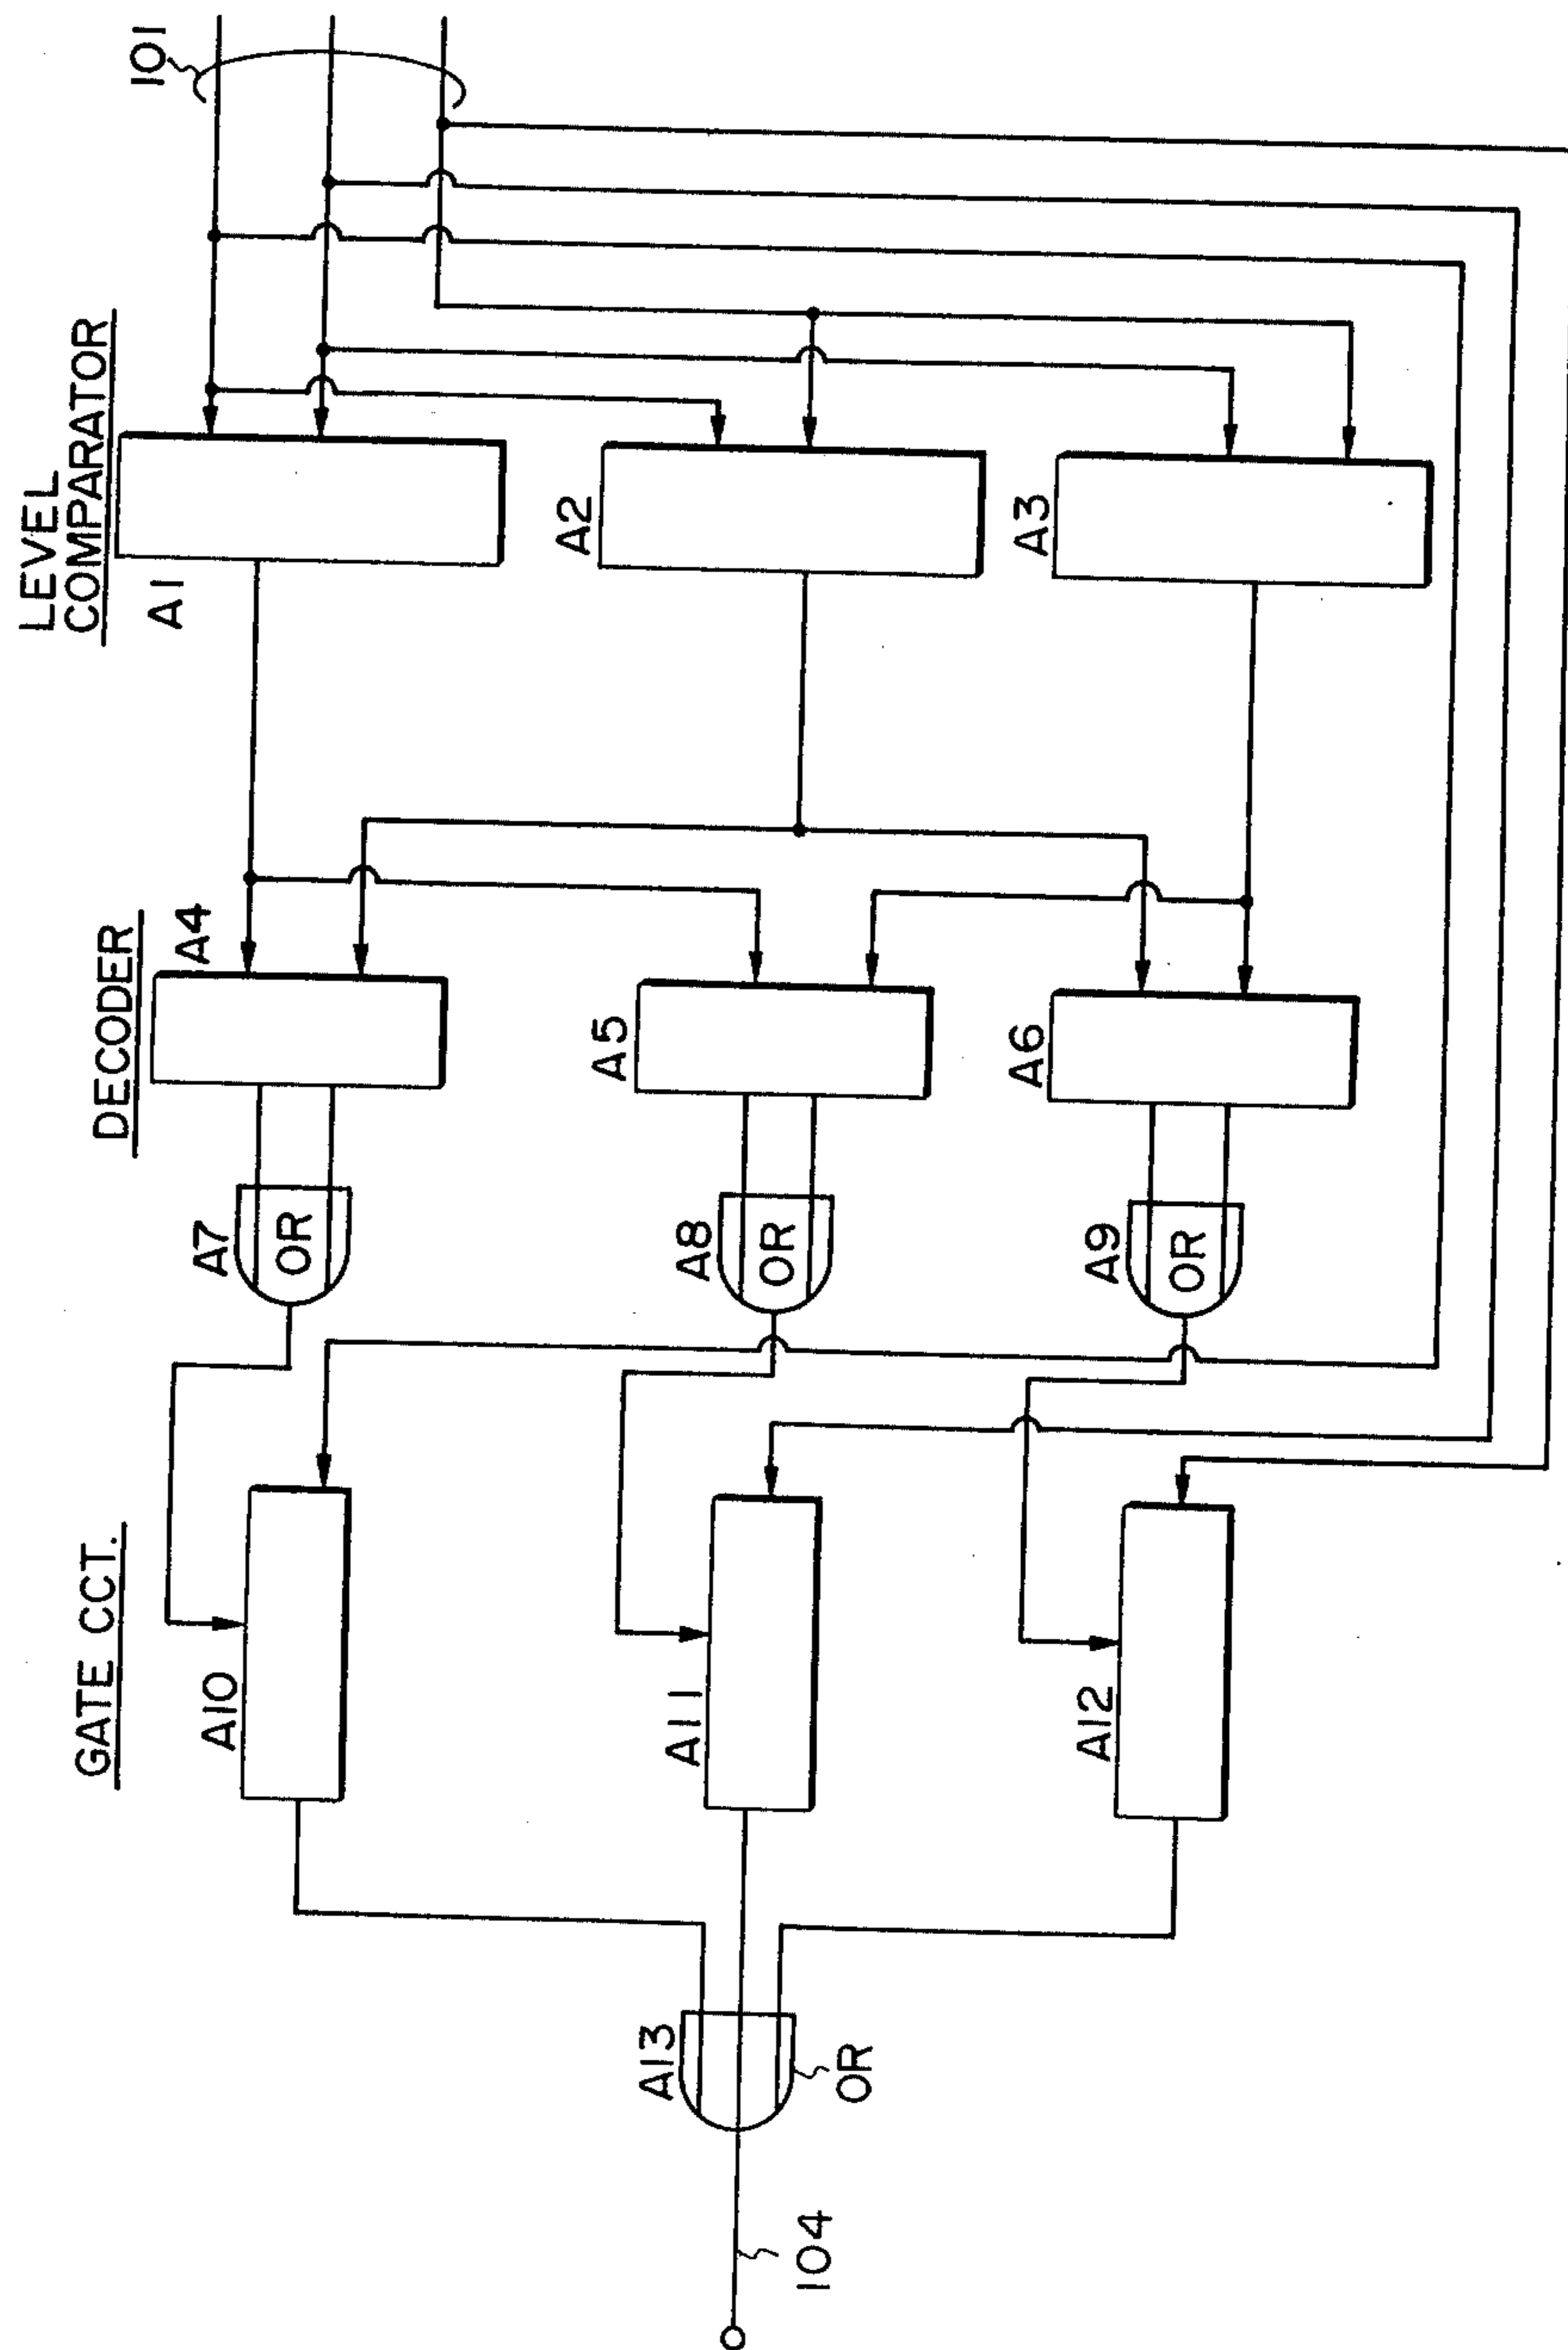 101
LEVEL
COMPARATOR
A1
A2
A3
DECODER
A4
A5
A6
A7
OR
A8
OR
A9
OR
GATE CCT.
A10
A11
A12
A13
OR
104